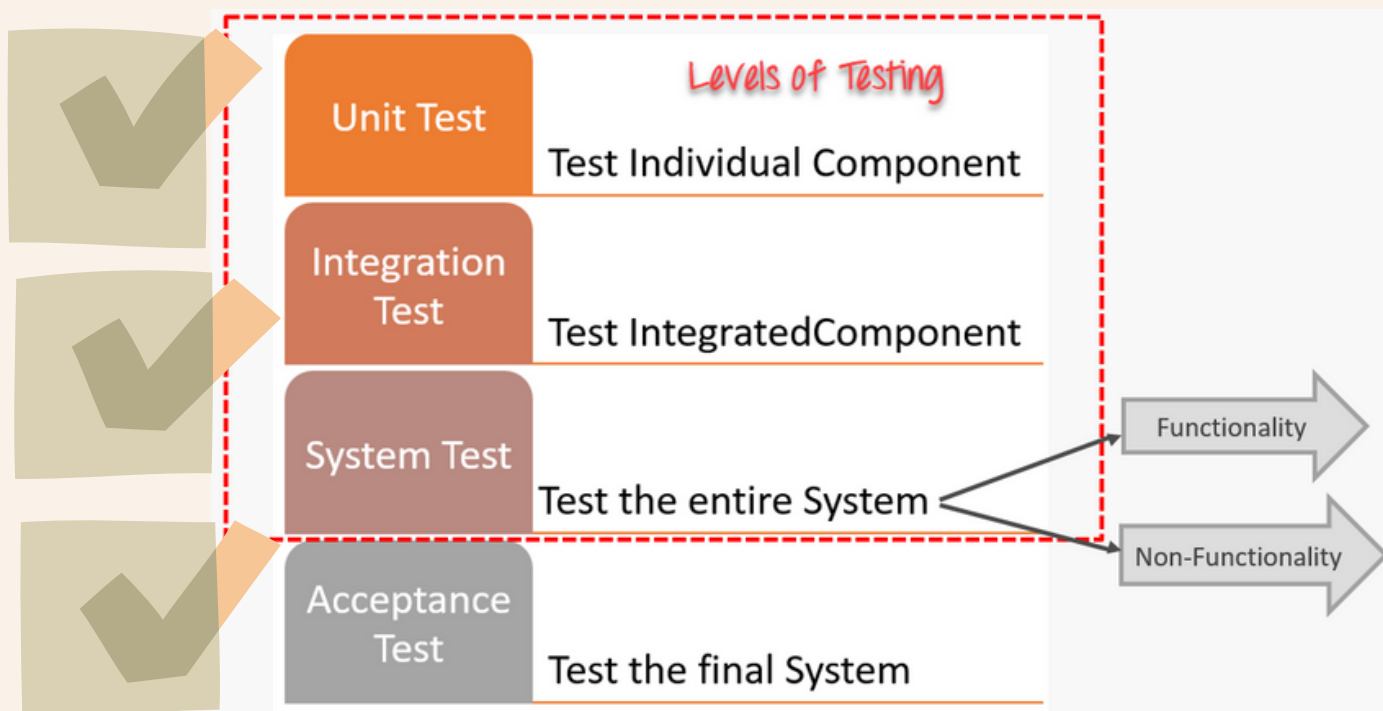 Levels of Testing
Unit Test
Test Individual Component
Integration
Test
Test IntegratedComponent
System Test
Test the entire System
Functionality
Non-Functionality
Acceptance
Test
Test the final System